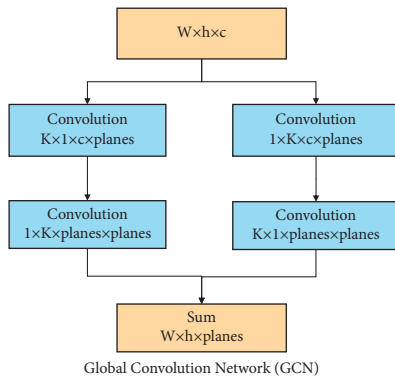 W×h×c
Convolution
K×1×c×planes
Convolution
1×K×c×planes
Convolution
1×K×planes×planes
Convolution
K×1×planes×planes
Sum
W×h×planes
Global Convolution Network (GCN)